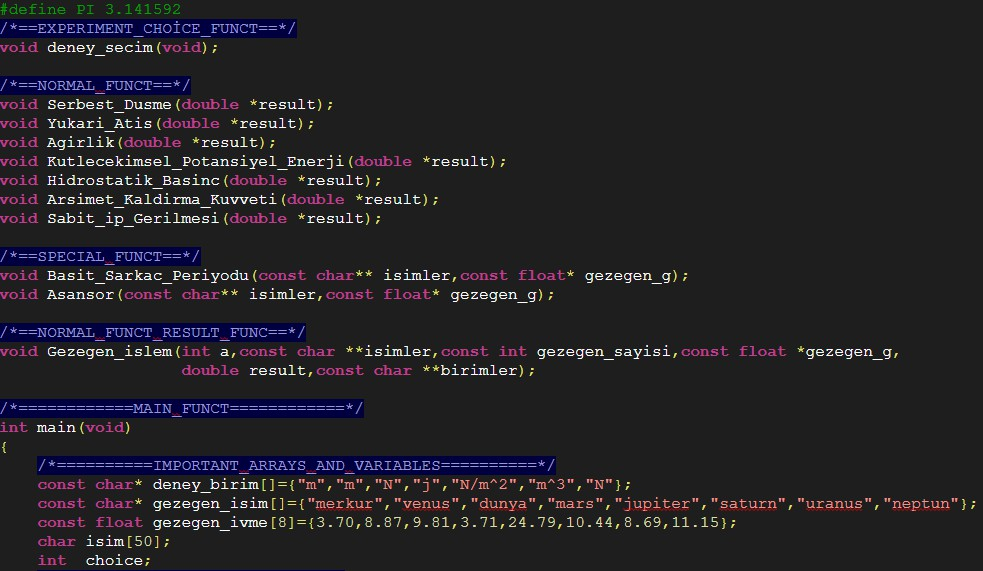 #define PI 3.141592
/*==EXPERIMENT_CHOİCE_FUNCT==*/
void deney_secim(void);
/*==NORMAL_FUNCT==*/
void Serbest_Dusme(double *result);
void Yukari_Atis(double *result);
void Agirlik(double *result);
void Kutlecekimsel_Potansiyel_Enerji(double *result);
void Hidrostatik_Basinc(double *result);
void Arsimet_Kaldirma_Kuvveti(double *result);
void Sabit_ip_Gerilmesi(double *result);
/*==SPECIAL_FUNCT==*/
void Basit_Sarkac_Periyodu(const char** isimler,const float* gezegen_g);
void Asansor(const char** isimler,const float* gezegen_g);
/*==NORMAL_FUNCT_RESULT_FUNC==*/
void Gezegen_islem(int a,const char **isimler,const int gezegen_sayisi,const float *gezegen_g,
double result,const char **birimler);
/*============MAIN_FUNCT============*/
int main(void)
{
/*==========IMPORTANT_ARRAYS_AND_VARIABLES==========*/
const char* deney_birim[]={"m","m","N","j","N/m^2","m^3","N"};
const char* gezegen_isim[]={"merkur","venus","dunya","mars","jupiter","saturn","uranus","neptun"};
const float gezegen_ivme[8]={3.70,8.87,9.81,3.71,24.79,10.44,8.69,11.15};
char isim[50];
int  choice;